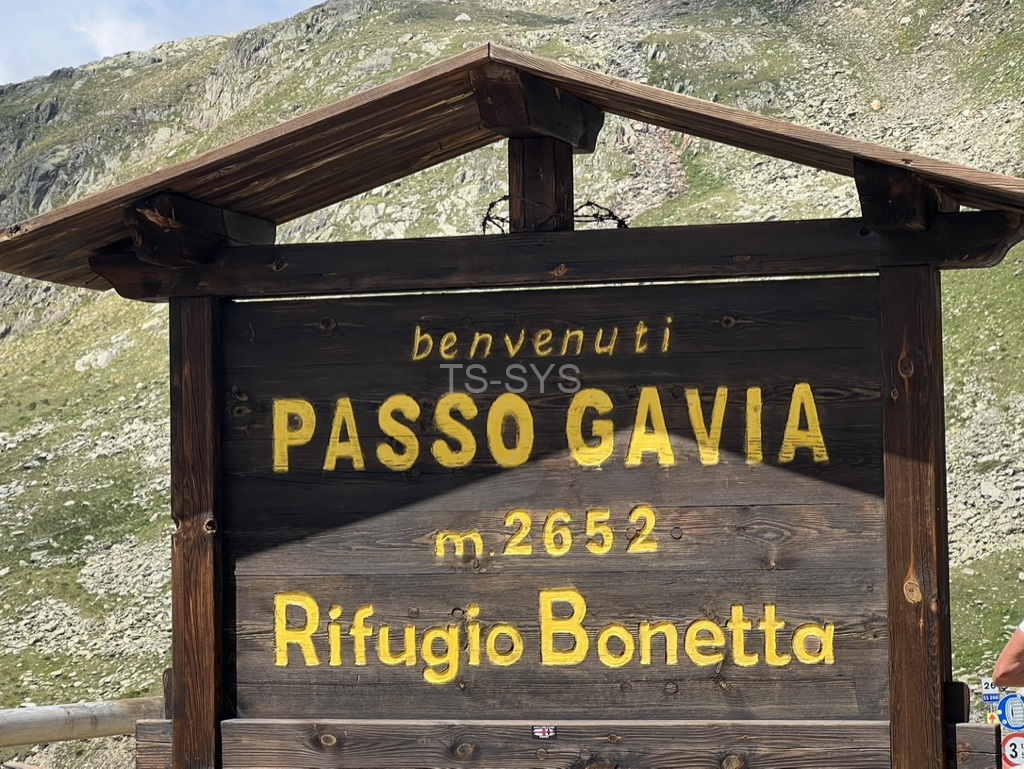 benvenuti
TS-SYS
PASSO GAVIA
m. 2652
Rifugio Bonetta